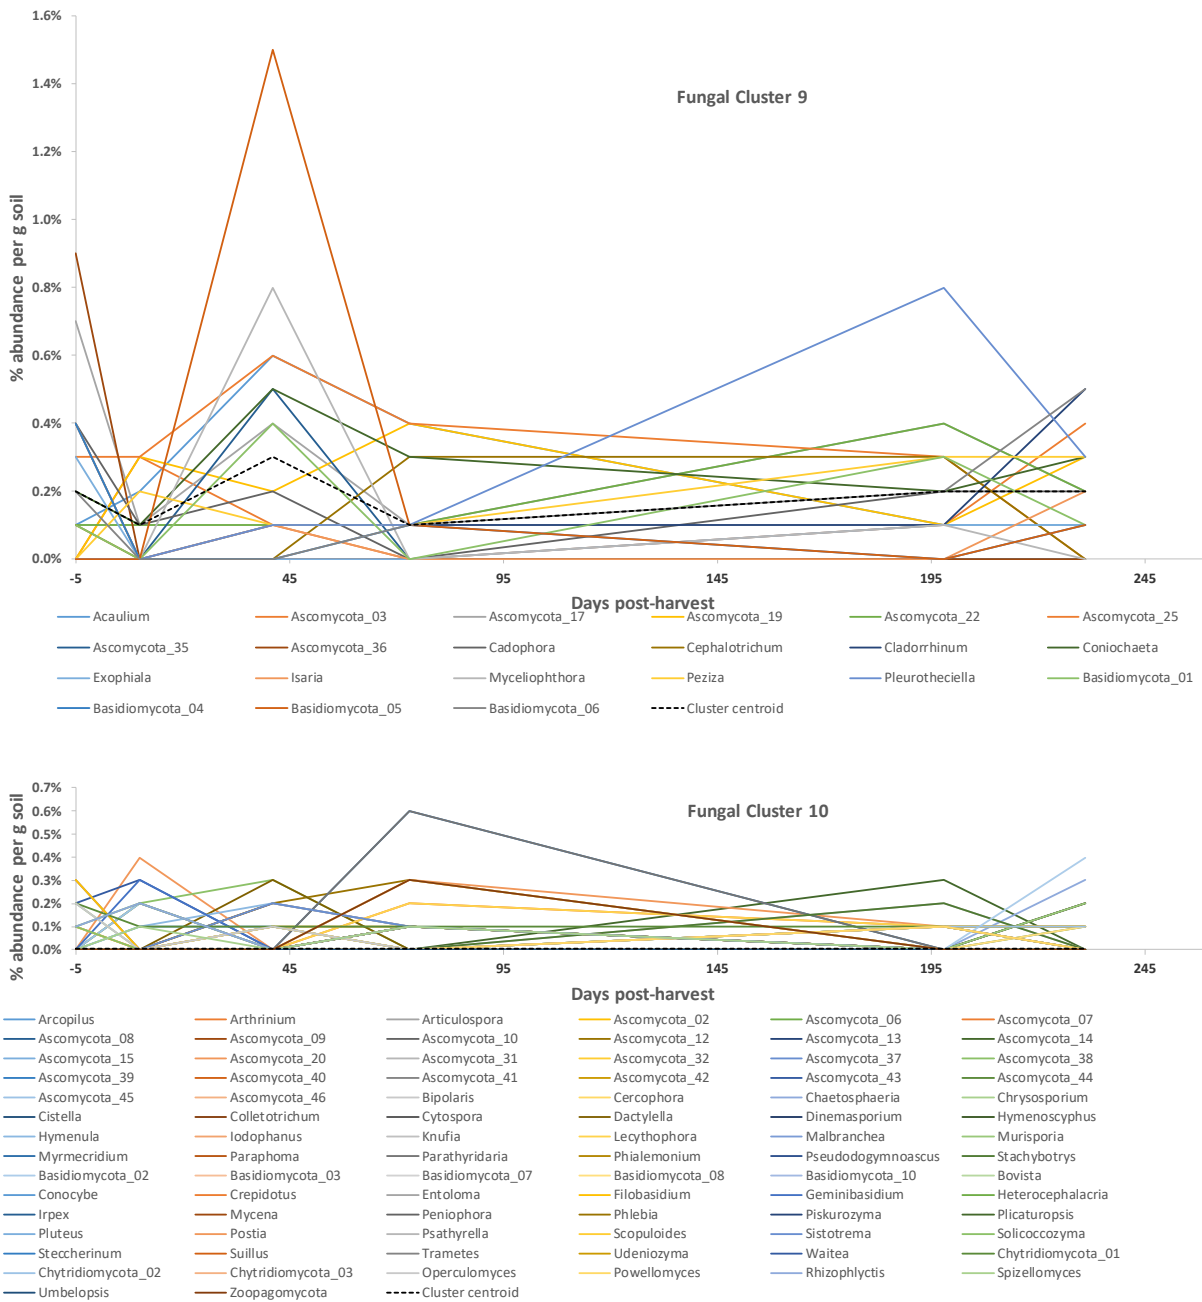 1.6%
1.4%
Fungal Cluster 9
1.2%
1.0%
% abundance per g soil
0.8%
0.6%
0.4%
0.2%
0.0%
-5 45 95 145 195 245
Days post-harvest
Acaulium Ascomycota_03 Ascomycota_17 Ascomycota_19 Ascomycota_22 Ascomycota_25
Ascomycota_35 Ascomycota_36 Cadophora Cephalotrichum Cladorrhinum Coniochaeta
Exophiala Isaria Myceliophthora Peziza Pleurotheciella Basidiomycota_01
Basidiomycota_04 Basidiomycota_05 Basidiomycota_06 Cluster centroid
0.7%
Fungal Cluster 10
0.6%
0.5%
% abundance per g soil
0.4%
0.3%
0.2%
0.1%
0.0%
-5 45 95 145 195 245
Days post-harvest
Arcopilus Arthrinium Articulospora Ascomycota_02 Ascomycota_06 Ascomycota_07
Ascomycota_08 Ascomycota_09 Ascomycota_10 Ascomycota_12 Ascomycota_13 Ascomycota_14
Ascomycota_15 Ascomycota_20 Ascomycota_31 Ascomycota_32 Ascomycota_37 Ascomycota_38
Ascomycota_39 Ascomycota_40 Ascomycota_41 Ascomycota_42 Ascomycota_43 Ascomycota_44
Ascomycota_45 Ascomycota_46 Bipolaris Cercophora Chaetosphaeria Chrysosporium
Cistella Colletotrichum Cytospora Dactylella Dinemasporium Hymenoscyphus
Hymenula Iodophanus Knufia Lecythophora Malbranchea Murisporia
Myrmecridium Paraphoma Parathyridaria Phialemonium Pseudodogymnoascus Stachybotrys
Basidiomycota_02 Basidiomycota_03 Basidiomycota_07 Basidiomycota_08 Basidiomycota_10 Bovista
Conocybe Crepidotus Entoloma Filobasidium Geminibasidium Heterocephalacria
Irpex Mycena Peniophora Phlebia Piskurozyma Plicaturopsis
Pluteus Postia Psathyrella Scopuloides Sistotrema Solicoccozyma
Steccherinum Suillus Trametes Udeniozyma Waitea Chytridiomycota_01
Chytridiomycota_02 Chytridiomycota_03 Operculomyces Powellomyces Rhizophlyctis Spizellomyces
Umbelopsis Zoopagomycota Cluster centroid